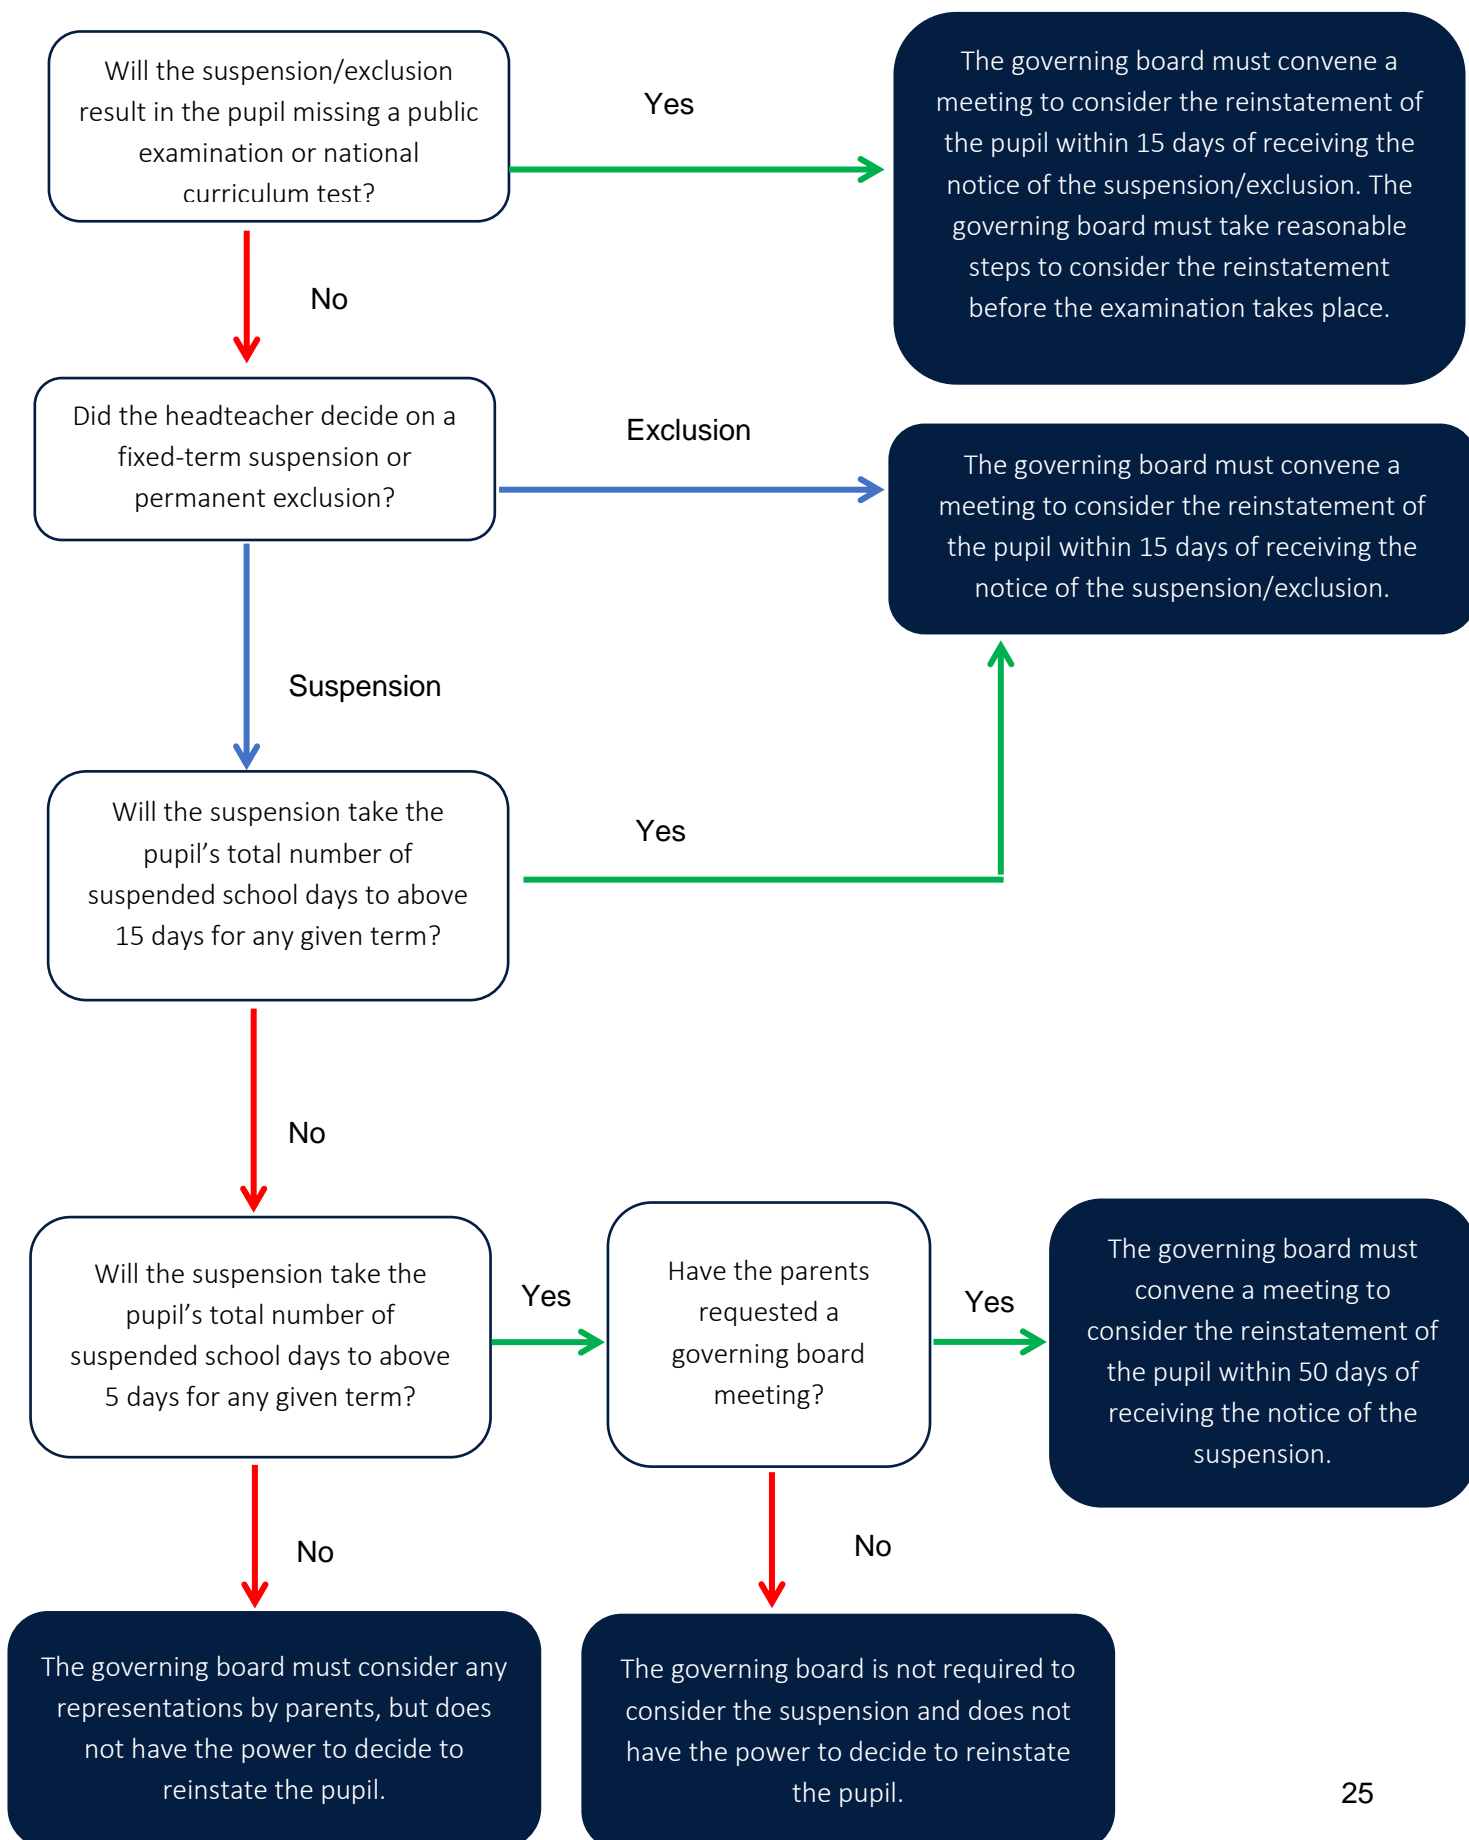 Will the suspension/exclusion
result in the pupil missing a public
examination or national
curriculum test?
Yes
The governing board must convene a
meeting to consider the reinstatement of
the pupil within 15 days of receiving the
notice of the suspension/exclusion. The
governing board must take reasonable
steps to consider the reinstatement
before the examination takes place.
No
Did the headteacher decide on a
fixed-term suspension or
permanent exclusion?
Exclusion
The governing board must convene a
meeting to consider the reinstatement of
the pupil within 15 days of receiving the
notice of the suspension/exclusion.
Suspension
Will the suspension take the
pupil’s total number of
suspended school days to above
15 days for any given term?
Yes
No
Will the suspension take the
pupil’s total number of
suspended school days to above
5 days for any given term?
Yes
Have the parents
requested a
governing board
meeting?
Yes
The governing board must
convene a meeting to
consider the reinstatement of
the pupil within 50 days of
receiving the notice of the
suspension.
No
No
The governing board must consider any
representations by parents, but does
not have the power to decide to
reinstate the pupil.
The governing board is not required to
consider the suspension and does not
have the power to decide to reinstate
the pupil.
25